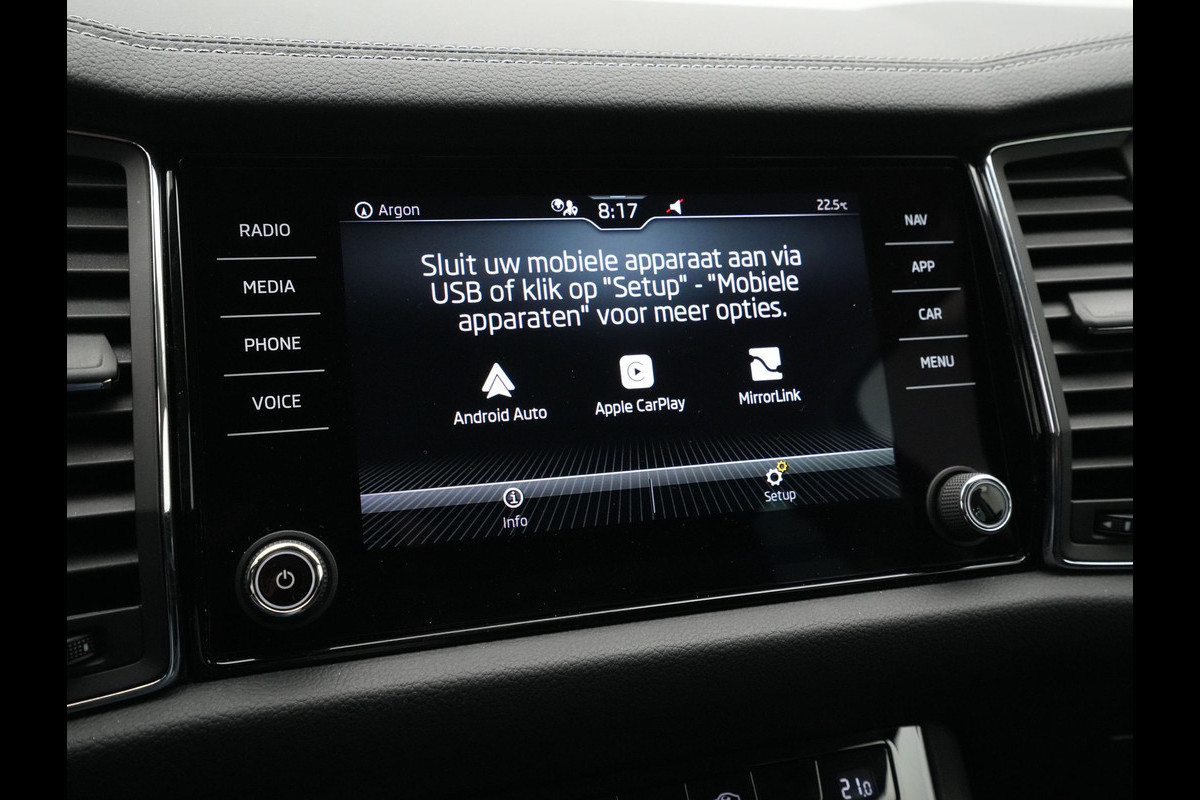 Argon 8:17 22.5°C
RADIO
MEDIA
PHONE
VOICE
Sluit uw mobiele apparaat aan via
USB of klik op "Setup" - "Mobiele
apparaten" voor meer opties.
Android Auto Apple CarPlay MirrorLink
Info Setup
NAV
APP
CAR
MENU
21.0